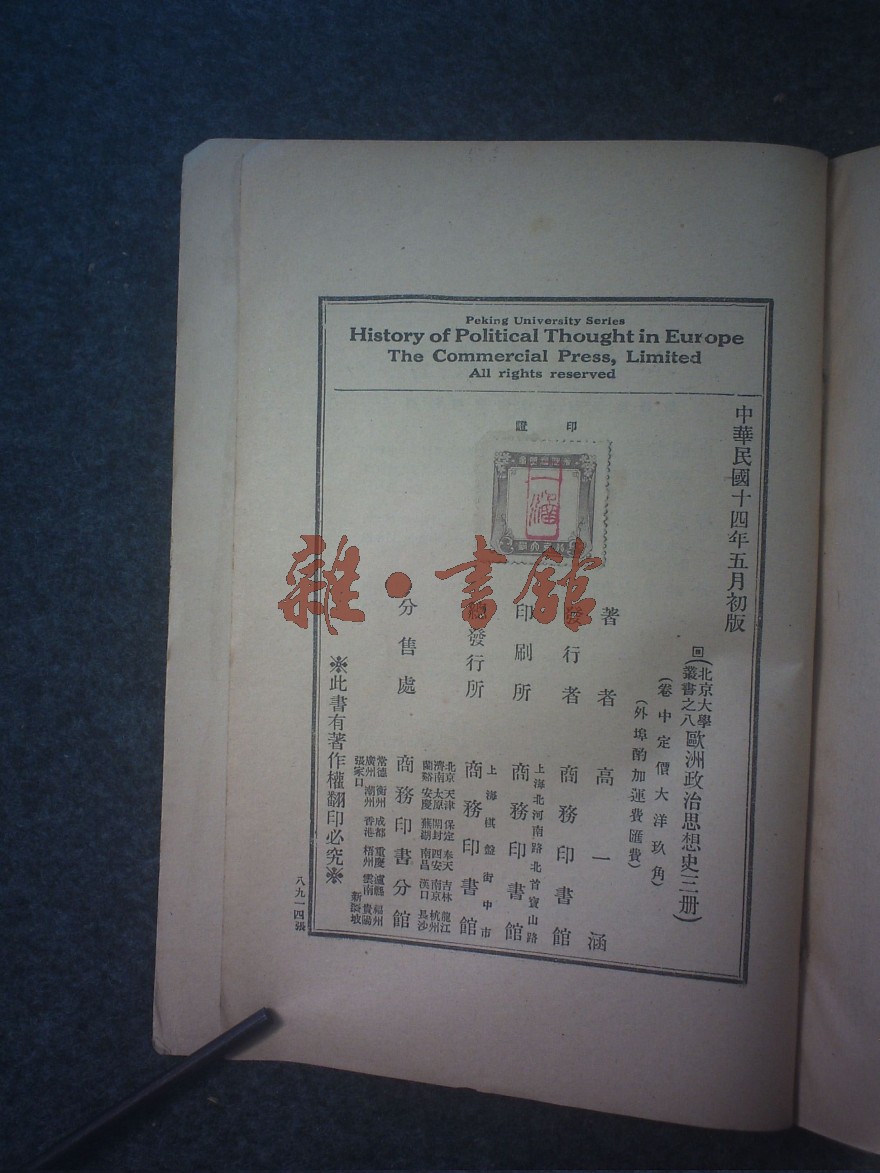 Peking University Series
History of Political Thought in Europe
The Commercial Press, Limited
All rights reserved
中華民國十四年五月初版
(北京大學叢書之八歐洲政治思想史三册)
(卷中定價大洋玖角)
(外埠酌加運費匯費)
印證
一涵
著者 高一涵
發行者 商務印書館
上海北河南路北首寶山路
印刷所 商務印書館
上海棋盤街中市
總發行所 商務印書館
北京 天津 保定 奉天 吉林 龍江
濟南 太原 開封 西安 南京 杭州
蘭谿 安慶 蕪湖 南昌 漢口 長沙
分售處 商務印書分館
常德 衡州 成都 重慶 瀘縣 福州
廣州 潮州 香港 梧州 雲南 貴陽
張家口 新嘉坡
※此書有著作權翻印必究※
八九一四張
雜·書館